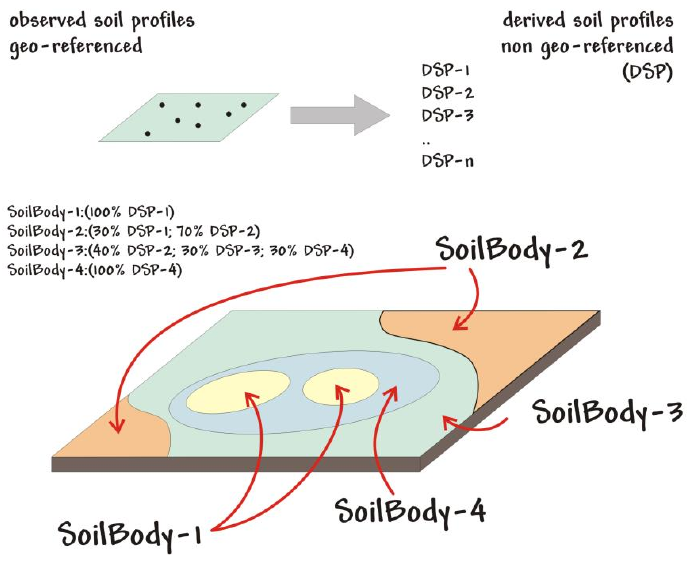 observed soil profiles
geo-referenced
derived soil profiles
non geo-referenced
(DSP)
DSP-1
DSP-2
DSP-3
..
DSP-n
SoilBody-1:(100% DSP-1)
SoilBody-2:(30% DSP-1; 70% DSP-2)
SoilBody-3:(40% DSP-2; 30% DSP-3; 30% DSP-4)
SoilBody-4:(100% DSP-4)
SoilBody-2
SoilBody-3
SoilBody-4
SoilBody-1